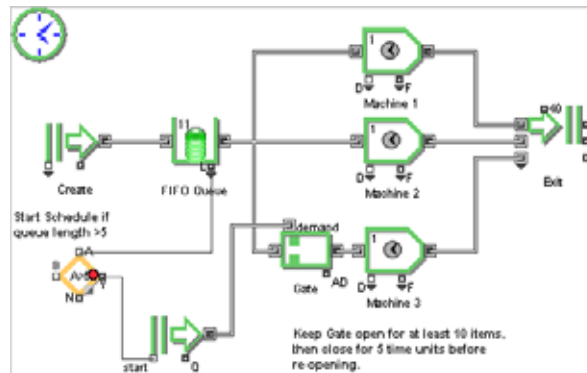 1
D
F
Machine 1
40
11
L
1
Create
FIFO Queue
D
F
Machine 2
Exit
Start Schedule if
queue length >5
A
demand
1
B
A>5
Y
N
Gate
AD
D
F
Machine 3
start
Q
Keep Gate open for at least 10 items,
then close for 5 time units before
re-opening.